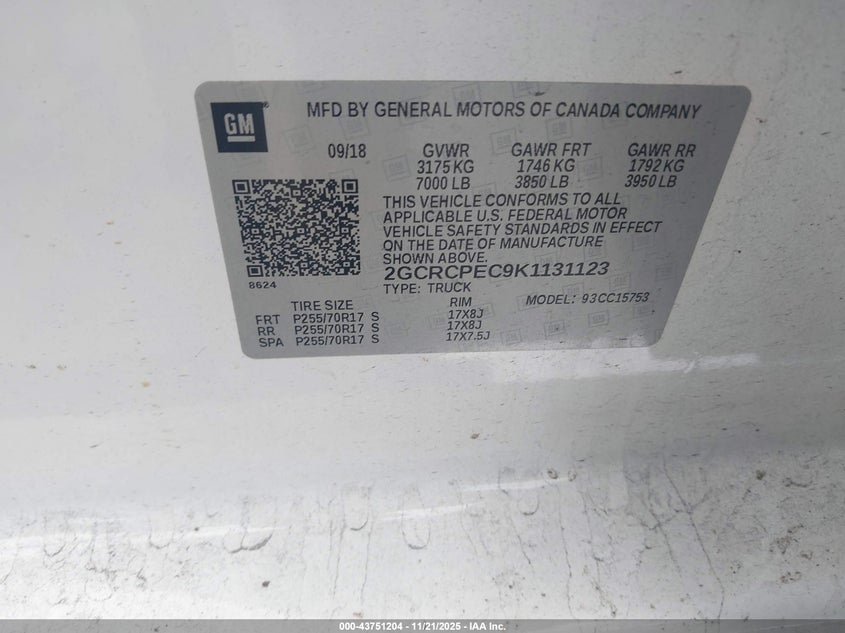 GM®
MFD BY GENERAL MOTORS OF CANADA COMPANY
09/18 GVWR GAWR FRT GAWR RR
3175 KG 1746 KG 1792 KG
7000 LB 3850 LB 3950 LB
THIS VEHICLE CONFORMS TO ALL
APPLICABLE U.S. FEDERAL MOTOR
VEHICLE SAFETY STANDARDS IN EFFECT
ON THE DATE OF MANUFACTURE
SHOWN ABOVE.
8624
2GCRCPEC9K1131123
TYPE: TRUCK
MODEL: 93CC15753
TIRE SIZE RIM
FRT P255/70R17 S 17X8J
RR P255/70R17 S 17X8J
SPA P255/70R17 S 17X7.5J
000-43751204 - 11/21/2025 - IAA Inc.